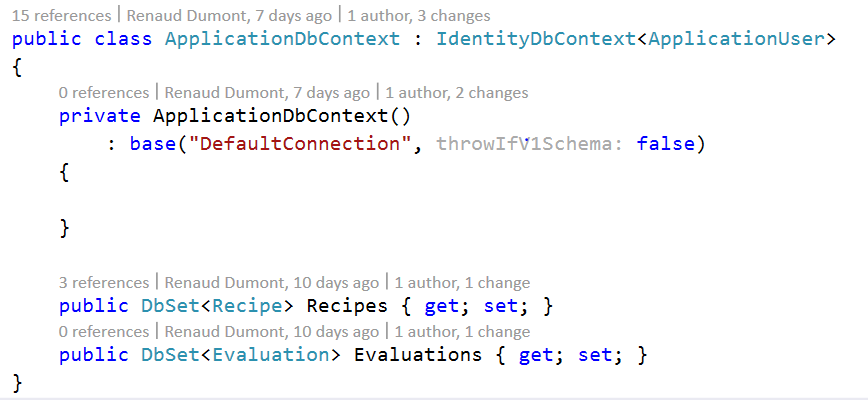 15 references | Renaud Dumont, 7 days ago | 1 author, 3 changes
public class ApplicationDbContext : IdentityDbContext<ApplicationUser>
{
0 references | Renaud Dumont, 7 days ago | 1 author, 2 changes
private ApplicationDbContext()
: base("DefaultConnection", throwIfV1Schema: false)
{
}
3 references | Renaud Dumont, 10 days ago | 1 author, 1 change
public DbSet<Recipe> Recipes { get; set; }
0 references | Renaud Dumont, 10 days ago | 1 author, 1 change
public DbSet<Evaluation> Evaluations { get; set; }
}